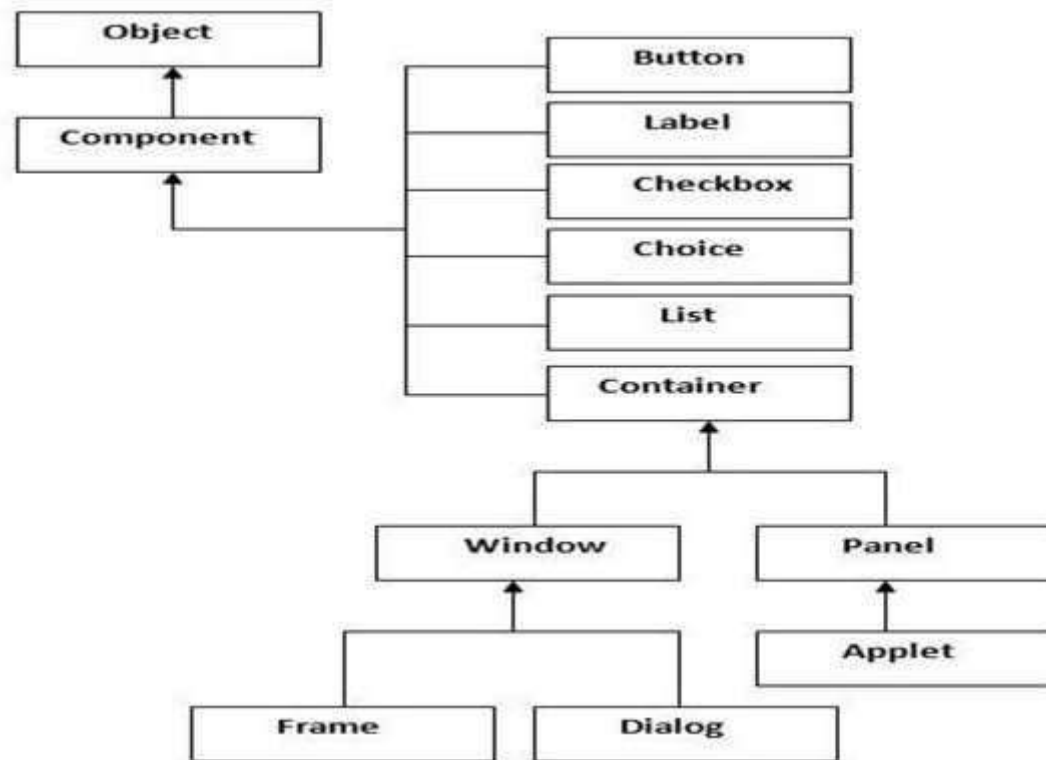 Object
Component
Button
Label
Checkbox
Choice
List
Container
Window
Panel
Applet
Frame
Dialog